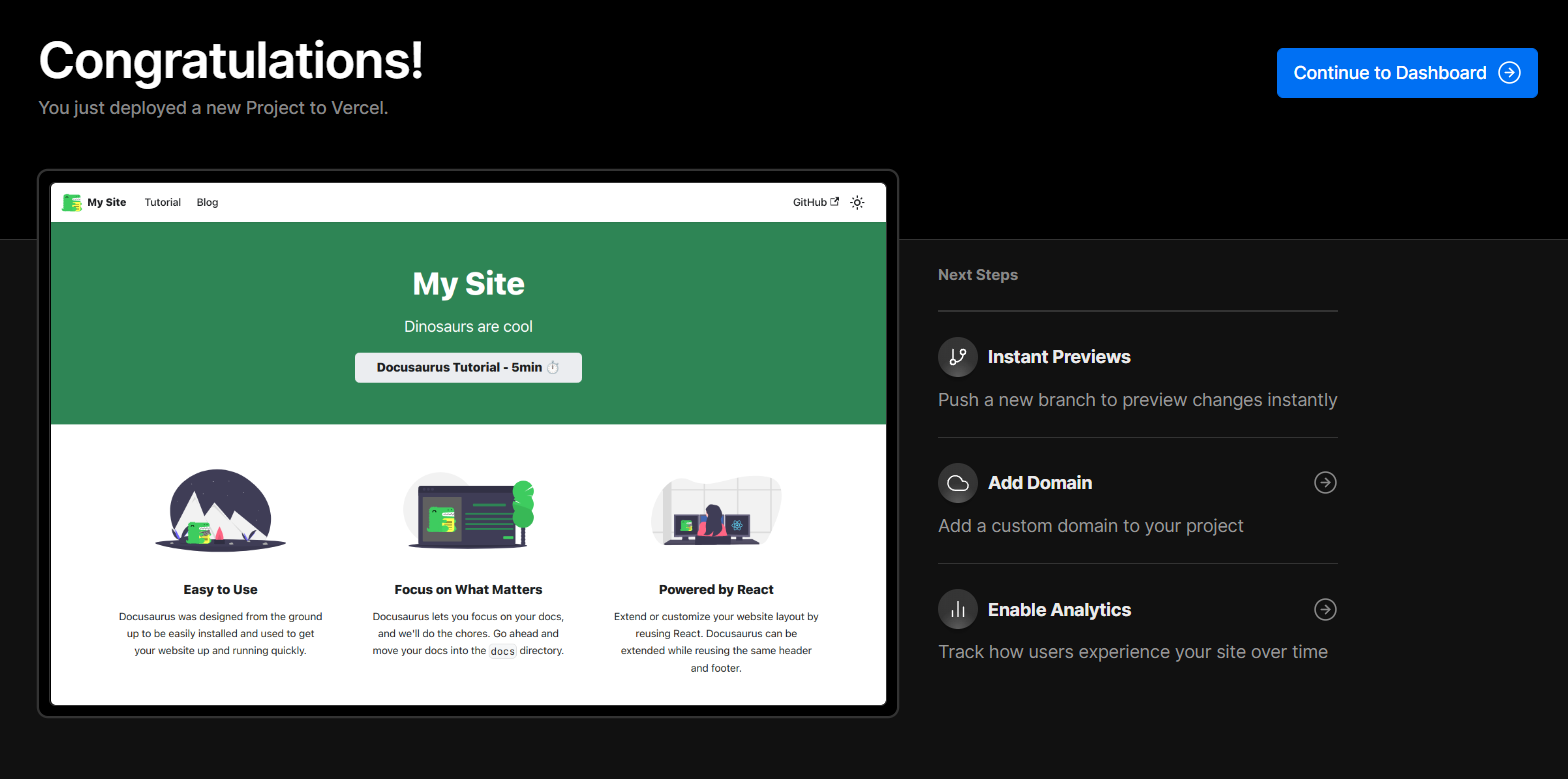 Congratulations!
You just deployed a new Project to Vercel.
Continue to Dashboard
My Site
Tutorial
Blog
GitHub
My Site
Dinosaurs are cool
Docusaurus Tutorial - 5min ⏱️
Easy to Use
Docusaurus was designed from the ground
up to be easily installed and used to get
your website up and running quickly.
Focus on What Matters
Docusaurus lets you focus on your docs,
and we'll do the chores. Go ahead and
move your docs into the docs directory.
Powered by React
Extend or customize your website layout by
reusing React. Docusaurus can be
extended while reusing the same header
and footer.
Next Steps
Instant Previews
Push a new branch to preview changes instantly
Add Domain
Add a custom domain to your project
Enable Analytics
Track how users experience your site over time